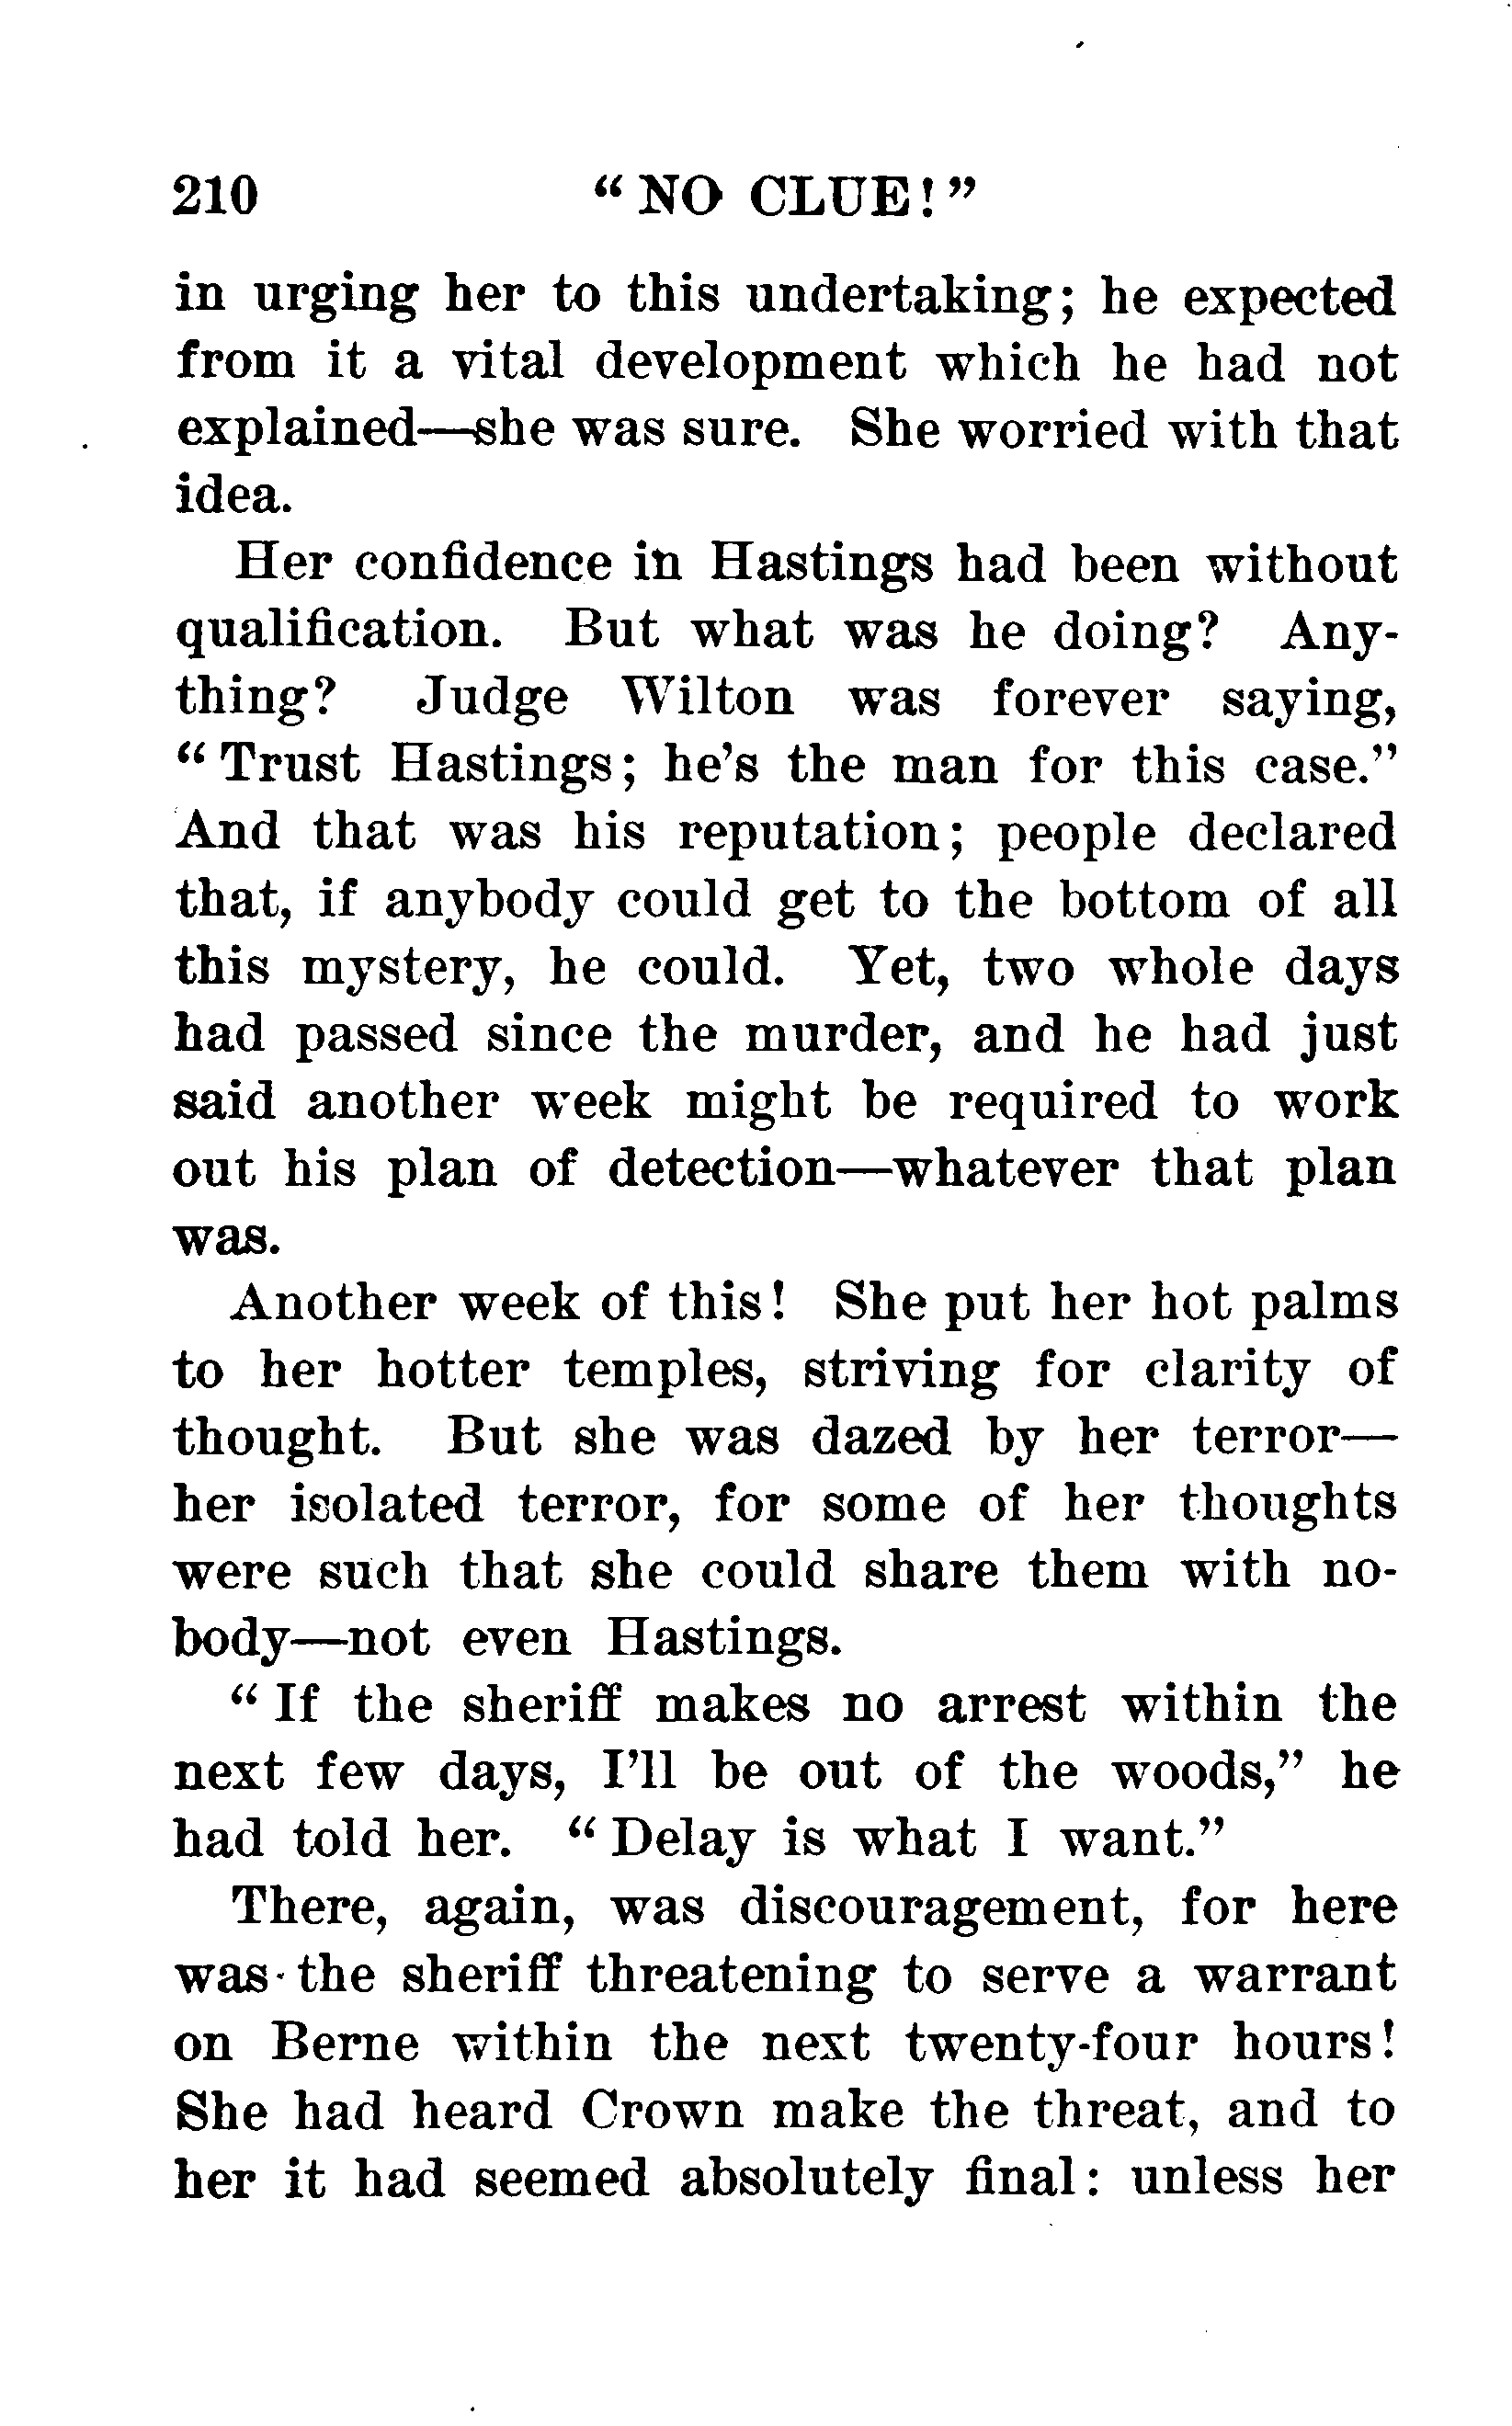 210 “ NO CLUE! ”
in urging her to this undertaking; he expected
from it a vital development which he had not
explained—she was sure. She worried with that
idea.
Her confidence in Hastings had been without
qualification. But what was he doing? Any-
thing? Judge Wilton was forever saying,
“ Trust Hastings; he’s the man for this case.”
And that was his reputation; people declared
that, if anybody could get to the bottom of all
this mystery, he could. Yet, two whole days
had passed since the murder, and he had just
said another week might be required to work
out his plan of detection—whatever that plan
was.
Another week of this! She put her hot palms
to her hotter temples, striving for clarity of
thought. But she was dazed by her terror—
her isolated terror, for some of her thoughts
were such that she could share them with no-
body—not even Hastings.
“ If the sheriff makes no arrest within the
next few days, I’ll be out of the woods,” he
had told her. “ Delay is what I want.”
There, again, was discouragement, for here
was the sheriff threatening to serve a warrant
on Berne within the next twenty-four hours!
She had heard Crown make the threat, and to
her it had seemed absolutely final: unless her